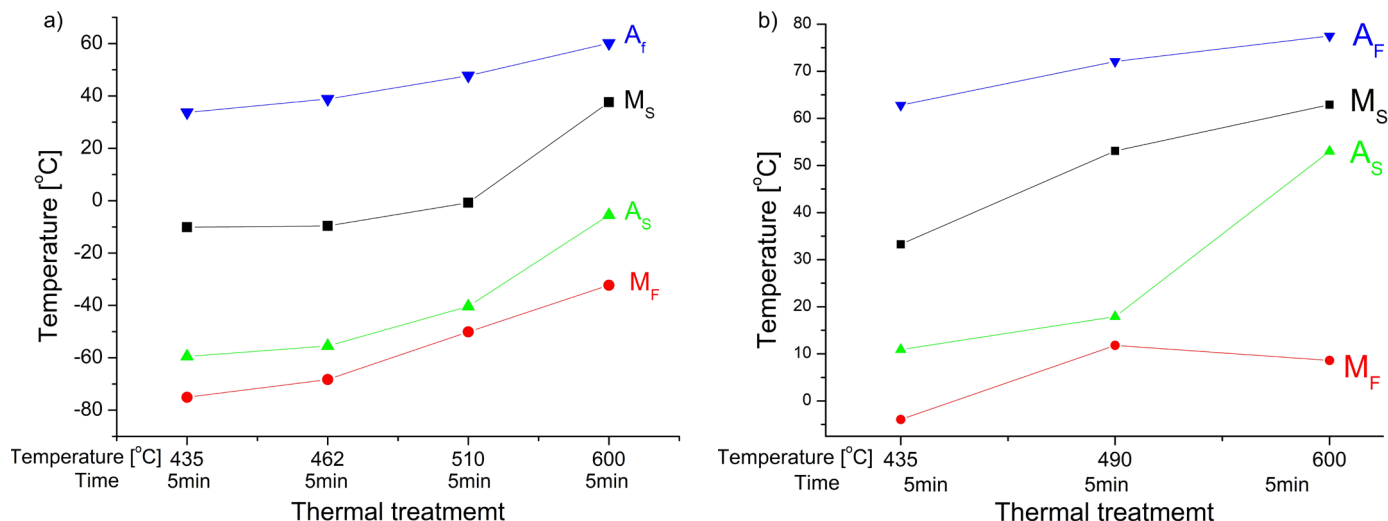 a)
Temperature [°C]
60
40
20
0
-20
-40
-60
-80
Af
MS
AS
MF
Temperature [°C] 435 462 510 600
Time 5min 5min 5min 5min
Thermal treatmemt
b)
Temperature [°C]
80
70
60
50
40
30
20
10
0
AF
MS
AS
MF
Temperature [°C] 435 490 600
Time 5min 5min 5min
Thermal treatmemt